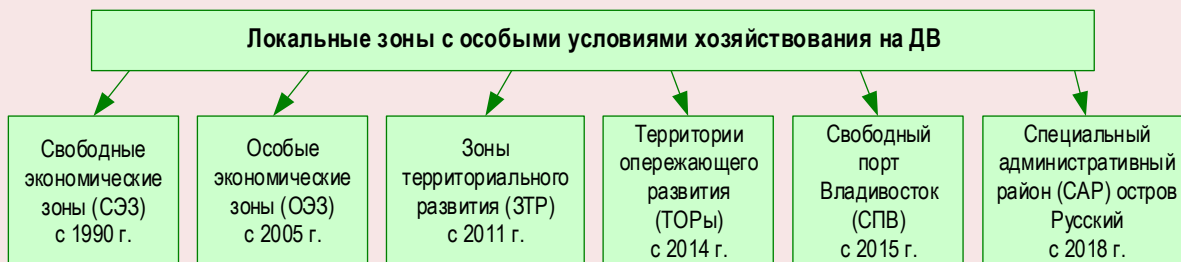 Локальные зоны с особыми условиями хозяйствования на ДВ
Свободные
экономические
зоны (СЭЗ)
с 1990 г.
Особые
экономические
зоны (ОЭЗ)
с 2005 г.
Зоны
территориального
развития (ЗТР)
с 2011 г.
Территории
опережающего
развития
(ТОРы)
с 2014 г.
Свободный
порт
Владивосток
(СПВ)
с 2015 г.
Специальный
административный
район (САР) остров
Русский
с 2018 г.